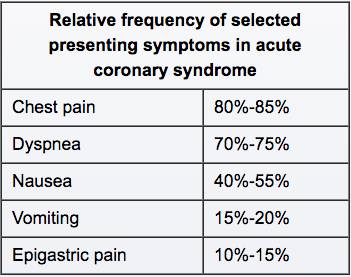 Relative frequency of selected
presenting symptoms in acute
coronary syndrome
Chest pain 80%-85%
Dyspnea 70%-75%
Nausea 40%-55%
Vomiting 15%-20%
Epigastric pain 10%-15%